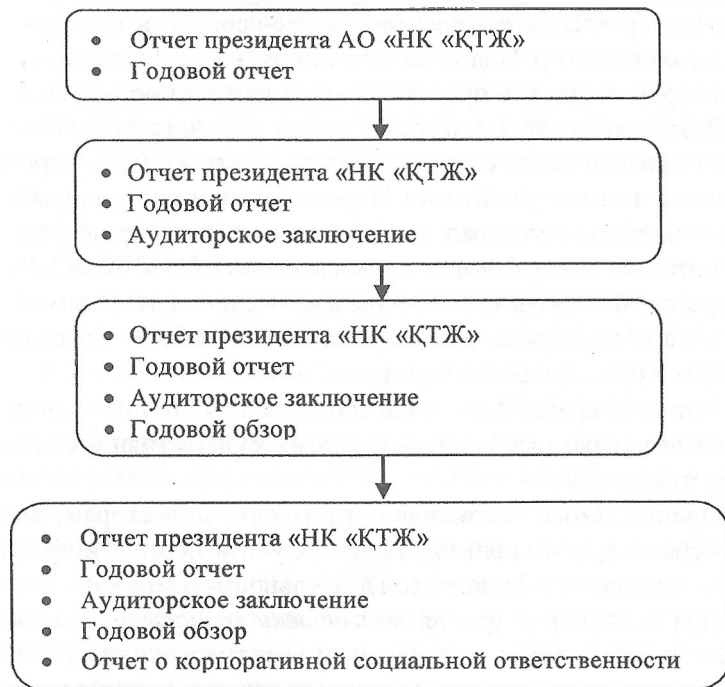 • Отчет президента АО «НК «ҚТЖ»
• Годовой отчет
• Отчет президента «НК «ҚТЖ»
• Годовой отчет
• Аудиторское заключение
• Отчет президента «НК «ҚТЖ»
• Годовой отчет
• Аудиторское заключение
• Годовой обзор
• Отчет президента «НК «ҚТЖ»
• Годовой отчет
• Аудиторское заключение
• Годовой обзор
• Отчет о корпоративной социальной ответственности